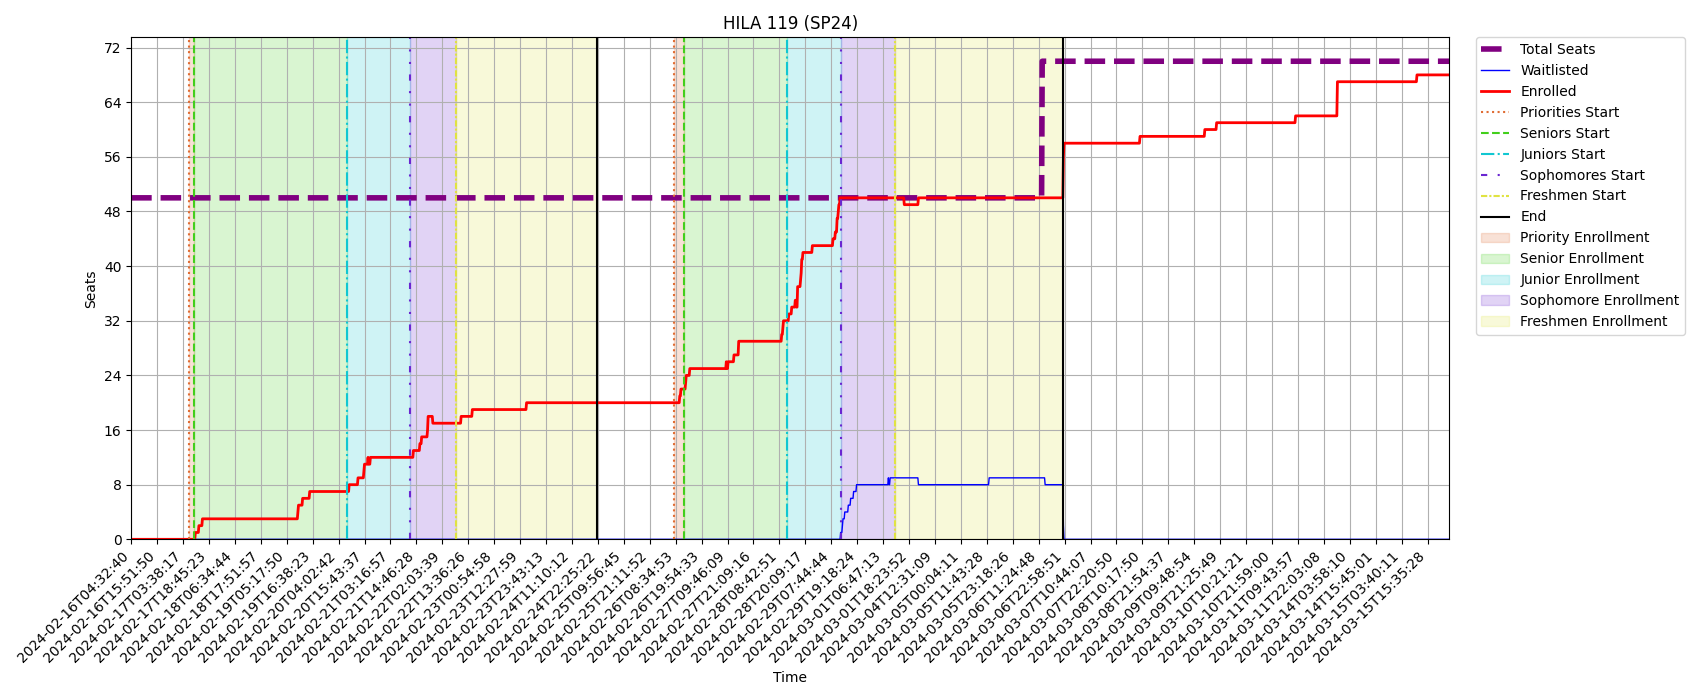 HILA 119 (SP24)
72
64
56
48
40
32
24
16
8
0
Seats
2024-02-16T04:32:40
2024-02-16T15:51:50
2024-02-17T03:38:17
2024-02-17T18:45:23
2024-02-18T06:34:44
2024-02-18T17:51:57
2024-02-19T05:17:50
2024-02-19T16:38:23
2024-02-20T04:02:42
2024-02-20T15:43:37
2024-02-21T03:16:57
2024-02-21T14:46:28
2024-02-22T02:03:39
2024-02-22T13:36:26
2024-02-23T00:54:58
2024-02-23T12:27:59
2024-02-23T23:43:13
2024-02-24T11:10:12
2024-02-24T22:25:22
2024-02-25T09:56:45
2024-02-25T21:11:52
2024-02-26T08:34:53
2024-02-26T19:54:33
2024-02-27T09:46:09
2024-02-27T21:09:16
2024-02-28T08:42:51
2024-02-28T20:09:17
2024-02-29T07:44:44
2024-02-29T19:18:24
2024-03-01T06:47:13
2024-03-01T18:23:52
2024-03-04T12:31:09
2024-03-05T00:04:11
2024-03-05T11:43:28
2024-03-05T23:18:26
2024-03-06T11:24:48
2024-03-06T22:58:51
2024-03-07T10:44:07
2024-03-07T22:20:50
2024-03-08T10:17:50
2024-03-08T21:54:37
2024-03-09T09:48:54
2024-03-09T21:25:49
2024-03-10T10:21:21
2024-03-10T21:59:00
2024-03-11T09:43:57
2024-03-11T22:03:08
2024-03-14T03:58:10
2024-03-14T15:45:01
2024-03-15T03:40:11
2024-03-15T15:35:28
Time
Total Seats
Waitlisted
Enrolled
Priorities Start
Seniors Start
Juniors Start
Sophomores Start
Freshmen Start
End
Priority Enrollment
Senior Enrollment
Junior Enrollment
Sophomore Enrollment
Freshmen Enrollment